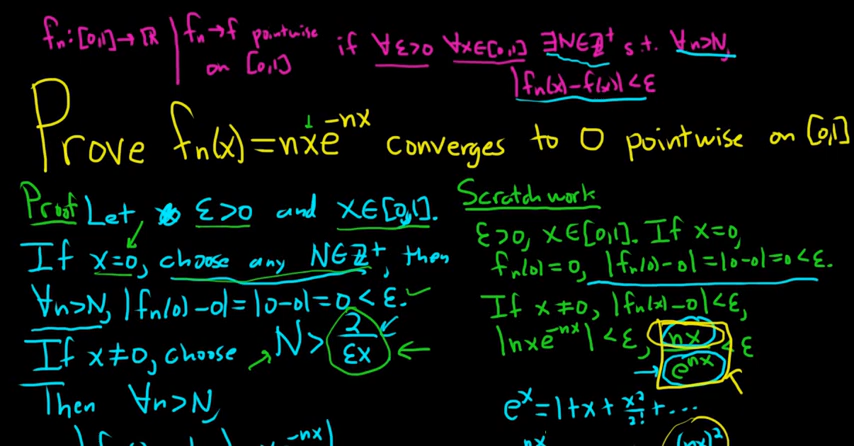 fₙ: [0,1] → ℝ | fₙ → f pointwise on [0,1] if ∀ε>0 ∀x∈[0,1] ∃N∈ℤ⁺ s.t. ∀n>N,
|fₙ(x)-f(x)|<ε
Prove fₙ(x)=nxe^{-nx} converges to 0 pointwise on [0,1]
Proof Let ε>0 and x∈[0,1].
If x=0, choose any N∈ℤ⁺, then
∀n>N, |fₙ(0)-0|=|0-0|=0<ε.
If x≠0, choose N > 2/εx
Then ∀n>N,
Scratchwork
ε>0, x∈[0,1]. If x=0,
fₙ(0)=0, |fₙ(0)-0|=|0-0|=0<ε.
If x≠0, |fₙ(x)-0|<ε,
|nxe^{-nx}|<ε, nx/e^{nx} <ε
e^x=1+x+x²/2!+...